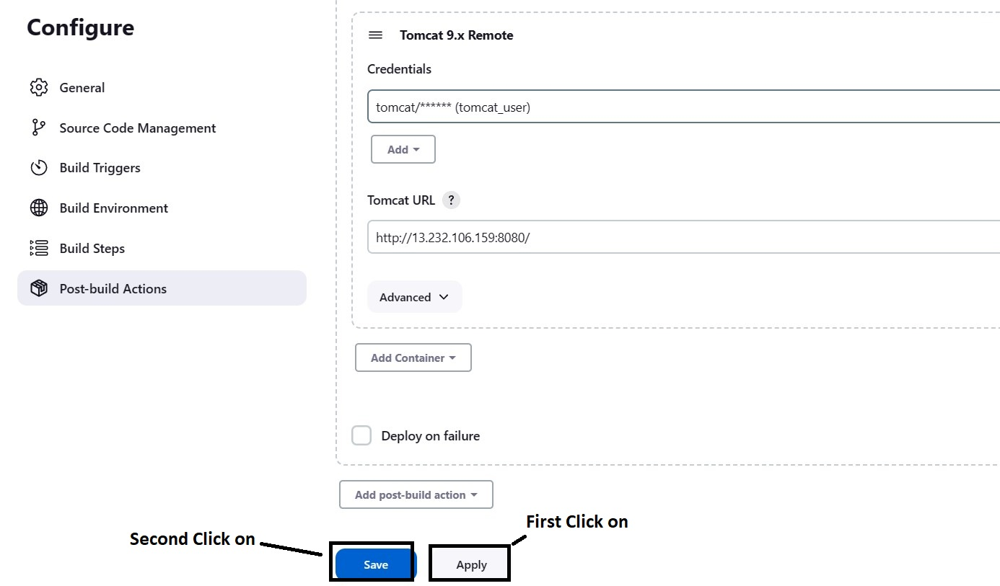 Configure
General
Source Code Management
Build Triggers
Build Environment
Build Steps
Post-build Actions
Tomcat 9.x Remote
Credentials
tomcat/****** (tomcat_user)
Add
Tomcat URL ?
http://13.232.106.159:8080/
Advanced
Add Container
Deploy on failure
Add post-build action
First Click on
Second Click on
Save Apply